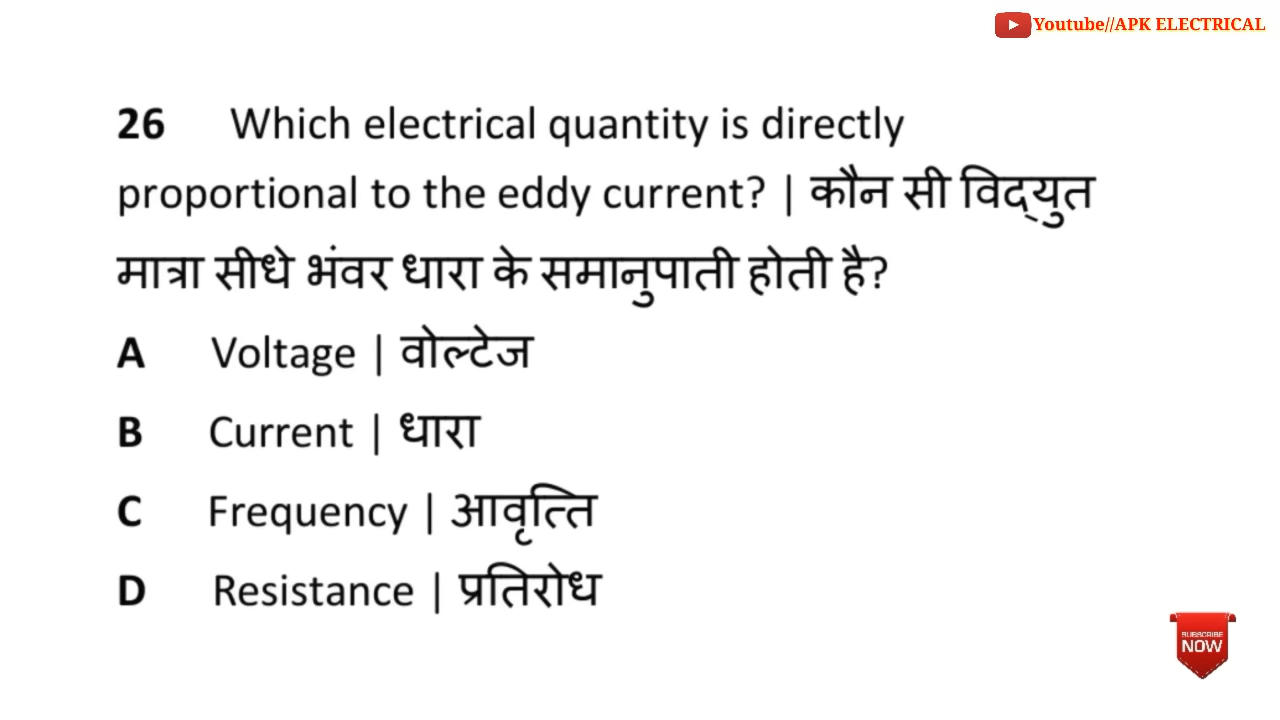 Youtube//APK ELECTRICAL
26 Which electrical quantity is directly
proportional to the eddy current? | कौन सी विद्‌युत
मात्रा सीधे भंवर धारा के समानुपाती होती है?
A Voltage | वोल्टेज
B Current | धारा
C Frequency | आवृत्ति
D Resistance | प्रतिरोध
SUBSCRIBE
NOW